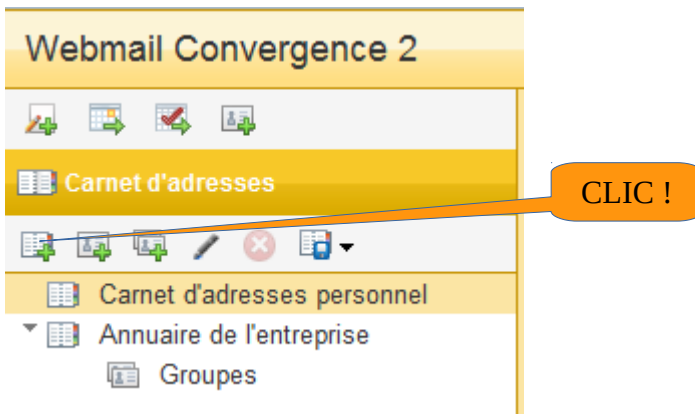 Webmail Convergence 2
Carnet d'adresses
CLIC !
Carnet d'adresses personnel
Annuaire de l'entreprise
Groupes